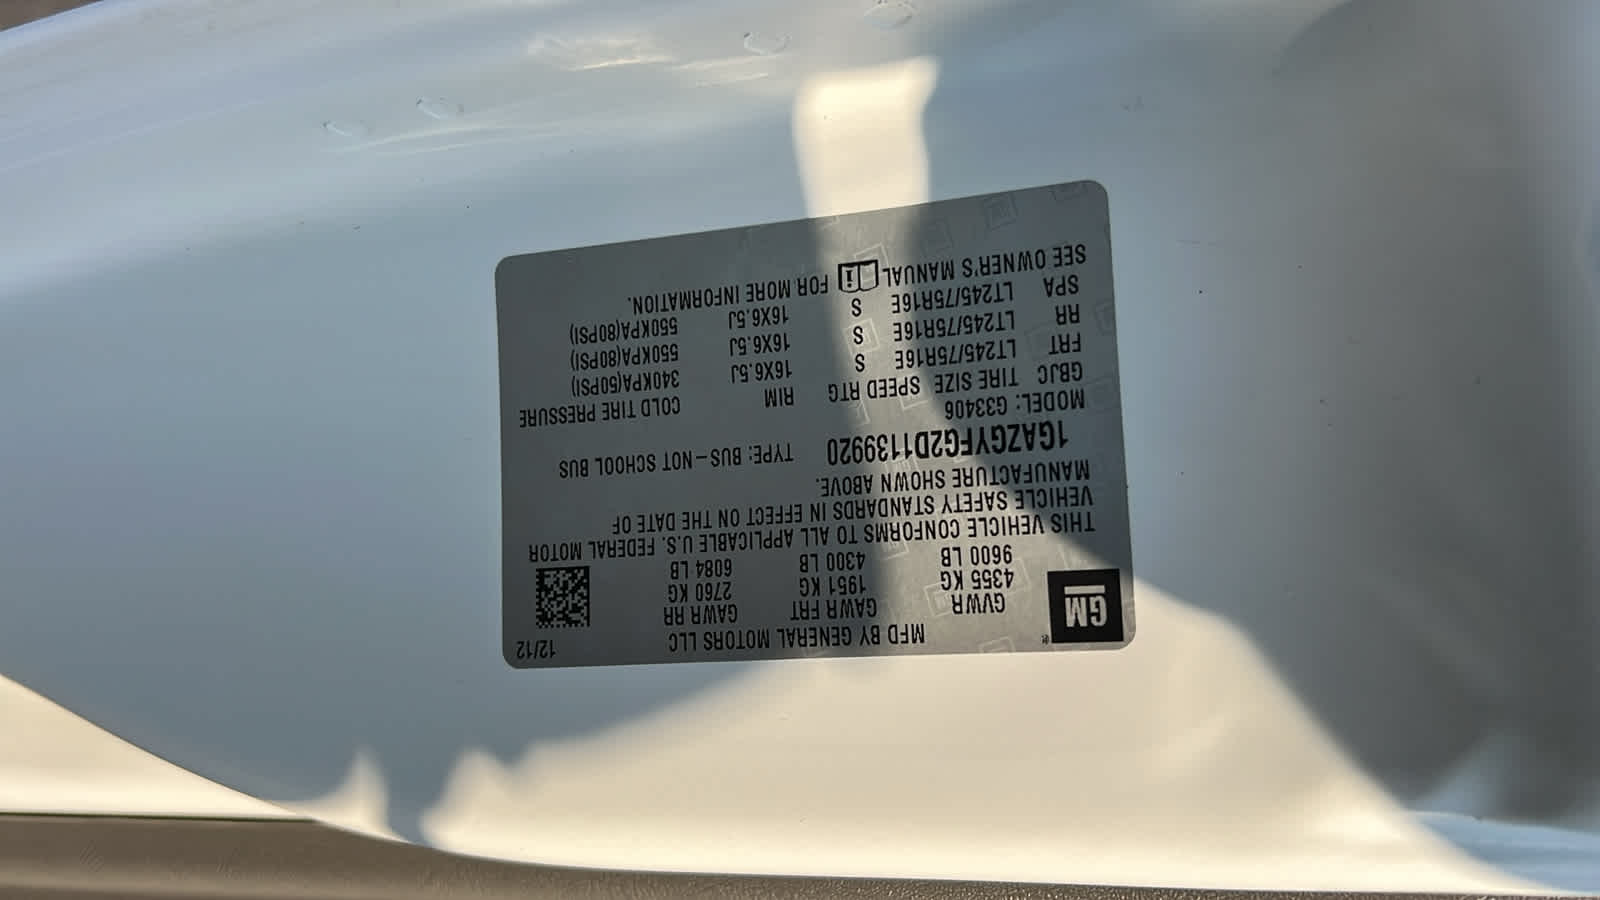 GM
MFD BY GENERAL MOTORS LLC 12/12
GVWR GAWR FRT GAWR RR
4355 KG 1951 KG 2760 KG
9600 LB 4300 LB 6084 LB
THIS VEHICLE CONFORMS TO ALL APPLICABLE U.S. FEDERAL MOTOR
VEHICLE SAFETY STANDARDS IN EFFECT ON THE DATE OF
MANUFACTURE SHOWN ABOVE.
1GAZGYFG2D1139920 TYPE: BUS-NOT SCHOOL BUS
MODEL: G33406
GBJC TIRE SIZE SPEED RTG RIM COLD TIRE PRESSURE
FRT LT245/75R16E S 16X6.5J 340KPA(50PSI)
RR LT245/75R16E S 16X6.5J 550KPA(80PSI)
SPA LT245/75R16E S 16X6.5J 550KPA(80PSI)
SEE OWNER'S MANUAL FOR MORE INFORMATION.